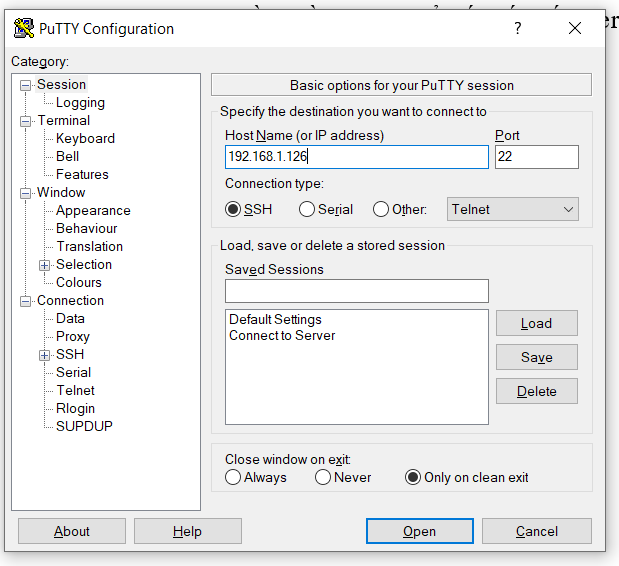 PuTTY Configuration
?
Category:
Session
Logging
Terminal
Keyboard
Bell
Features
Window
Appearance
Behaviour
Translation
Selection
Colours
Connection
Data
Proxy
SSH
Serial
Telnet
Rlogin
SUPDUP
Basic options for your PuTTY session
Specify the destination you want to connect to
Host Name (or IP address) Port
192.168.1.126 22
Connection type:
SSH Serial Other: Telnet
Load, save or delete a stored session
Saved Sessions
Default Settings
Connect to Server
Load
Save
Delete
Close window on exit:
Always Never Only on clean exit
About Help Open Cancel